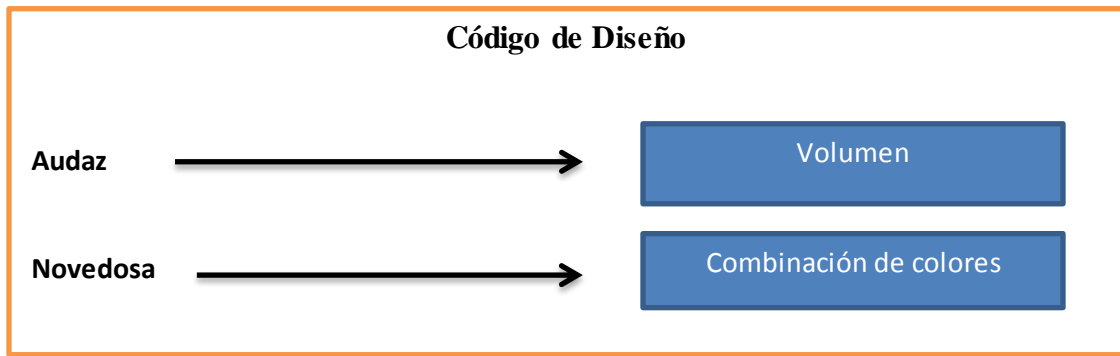 Código de Diseño
Audaz
Volumen
Novedosa
Combinación de colores